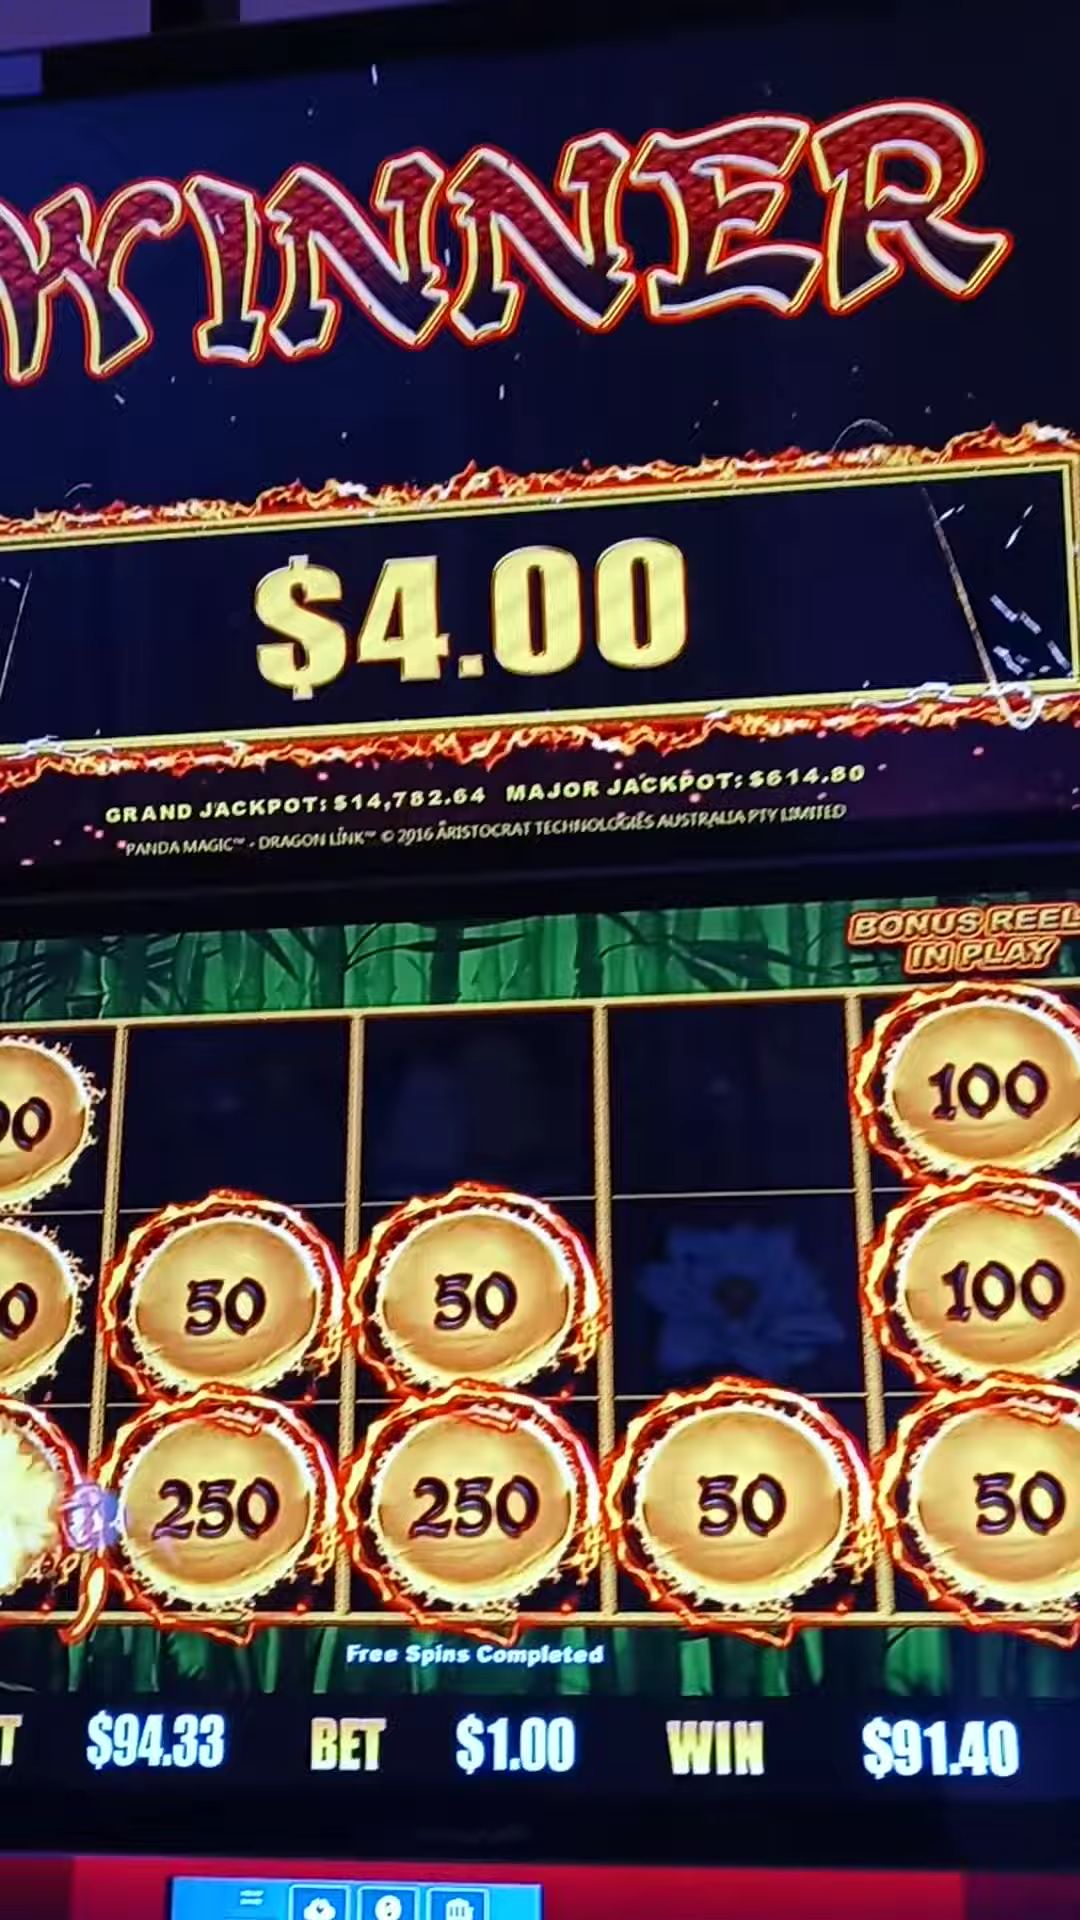 WINNER
$4.00
GRAND JACKPOT: $14,782.64 MAJOR JACKPOT: $614.80
PANDA MAGIC™ - DRAGON LINK™ © 2016 ARISTOCRAT TECHNOLOGIES AUSTRALIA PTY LIMITED
BONUS REEL
IN PLAY
100
50 50 100
250 250 50 50
Free Spins Completed
$94.33 BET $1.00 WIN $91.40